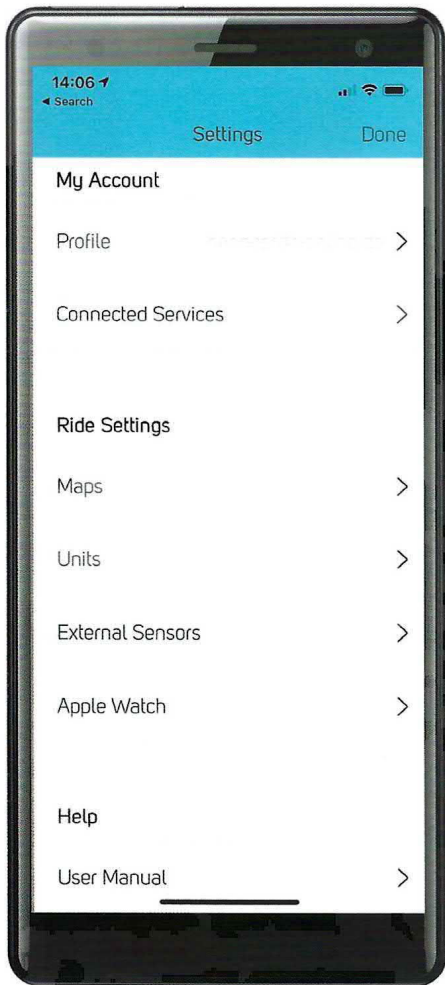 14:06
◀ Search
Settings
Done
My Account
Profile
Connected Services
Ride Settings
Maps
Units
External Sensors
Apple Watch
Help
User Manual